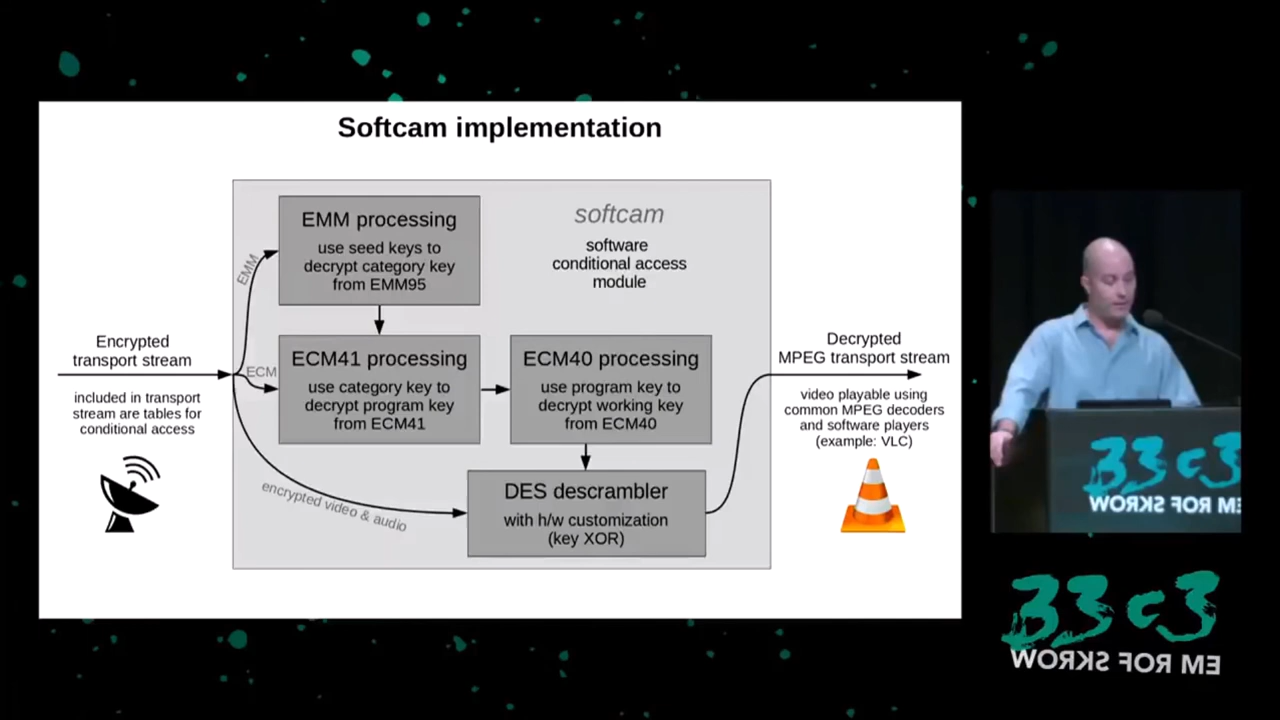 Softcam implementation
EMM processing
use seed keys to
decrypt category key
from EMM95
softcam
software
conditional access
module
EMM
Encrypted
transport stream
included in transport
stream are tables for
conditional access
ECM
ECM41 processing
use category key to
decrypt program key
from ECM41
ECM40 processing
use program key to
decrypt working key
from ECM40
Decrypted
MPEG transport stream
video playable using
common MPEG decoders
and software players
(example: VLC)
encrypted video & audio
DES descrambler
with h/w customization
(key XOR)
33c3
WORKS FOR ME
33c3
WORKS FOR ME